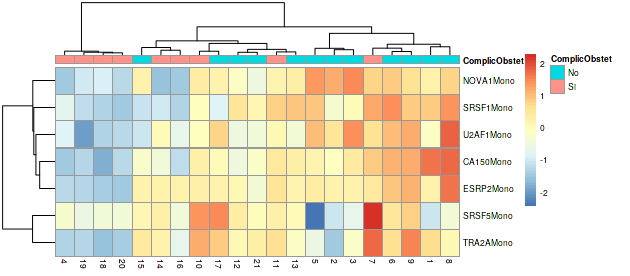 ComplicObstet
NOVA1Mono
SRSF1Mono
U2AF1Mono
CA150Mono
ESRP2Mono
SRSF5Mono
TRA2AMono
4 19 18 20 15 14 16 10 17 12 21 11 13 5 2 3 7 6 9 1 8
2
1
0
-1
-2
ComplicObstet
No
SI